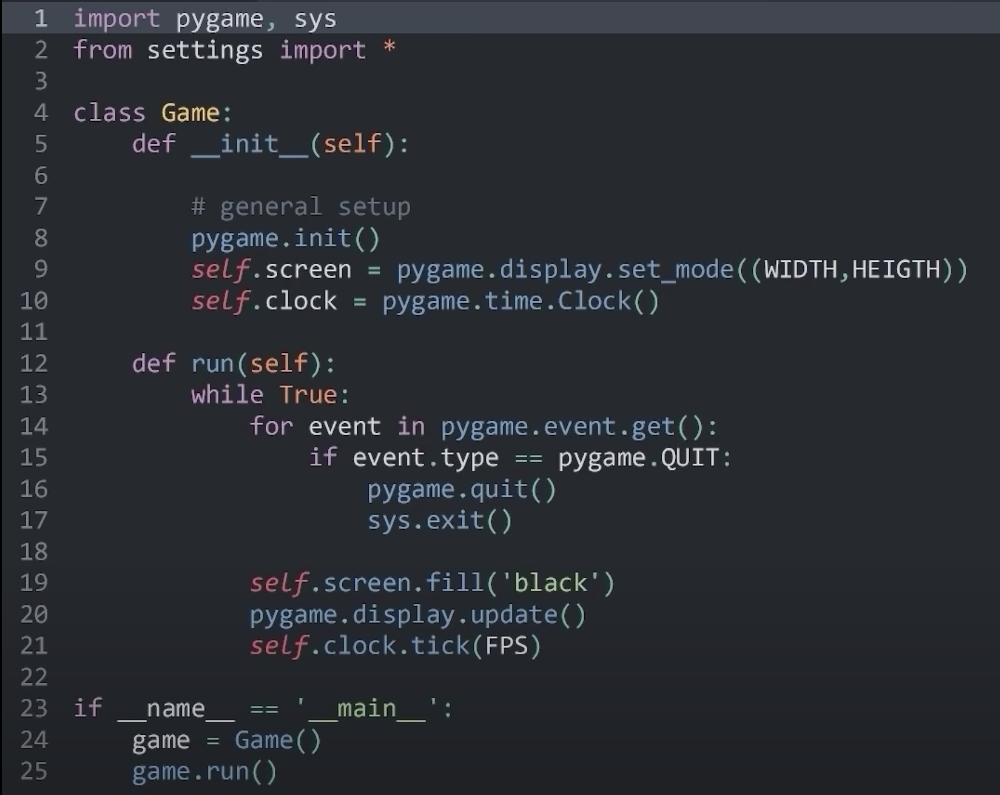 1 import pygame, sys
2 from settings import *
3
4 class Game:
5     def __init__(self):
6
7         # general setup
8         pygame.init()
9         self.screen = pygame.display.set_mode((WIDTH,HEIGTH))
10         self.clock = pygame.time.Clock()
11
12     def run(self):
13         while True:
14             for event in pygame.event.get():
15                 if event.type == pygame.QUIT:
16                     pygame.quit()
17                     sys.exit()
18
19             self.screen.fill('black')
20             pygame.display.update()
21             self.clock.tick(FPS)
22
23 if __name__ == '__main__':
24     game = Game()
25     game.run()